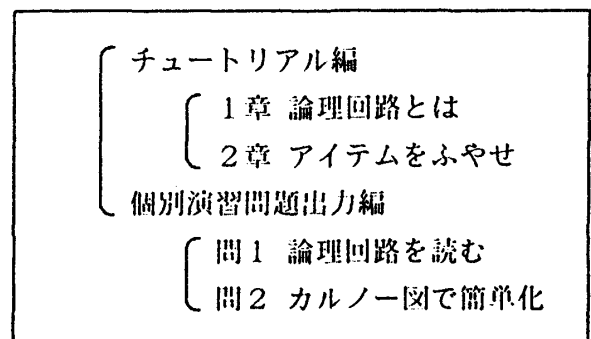 チュートリアル編
1章 論理回路とは
2章 アイテムをふやせ
個別演習問題出力編
問1 論理回路を読む
問2 カルノー図で簡単化